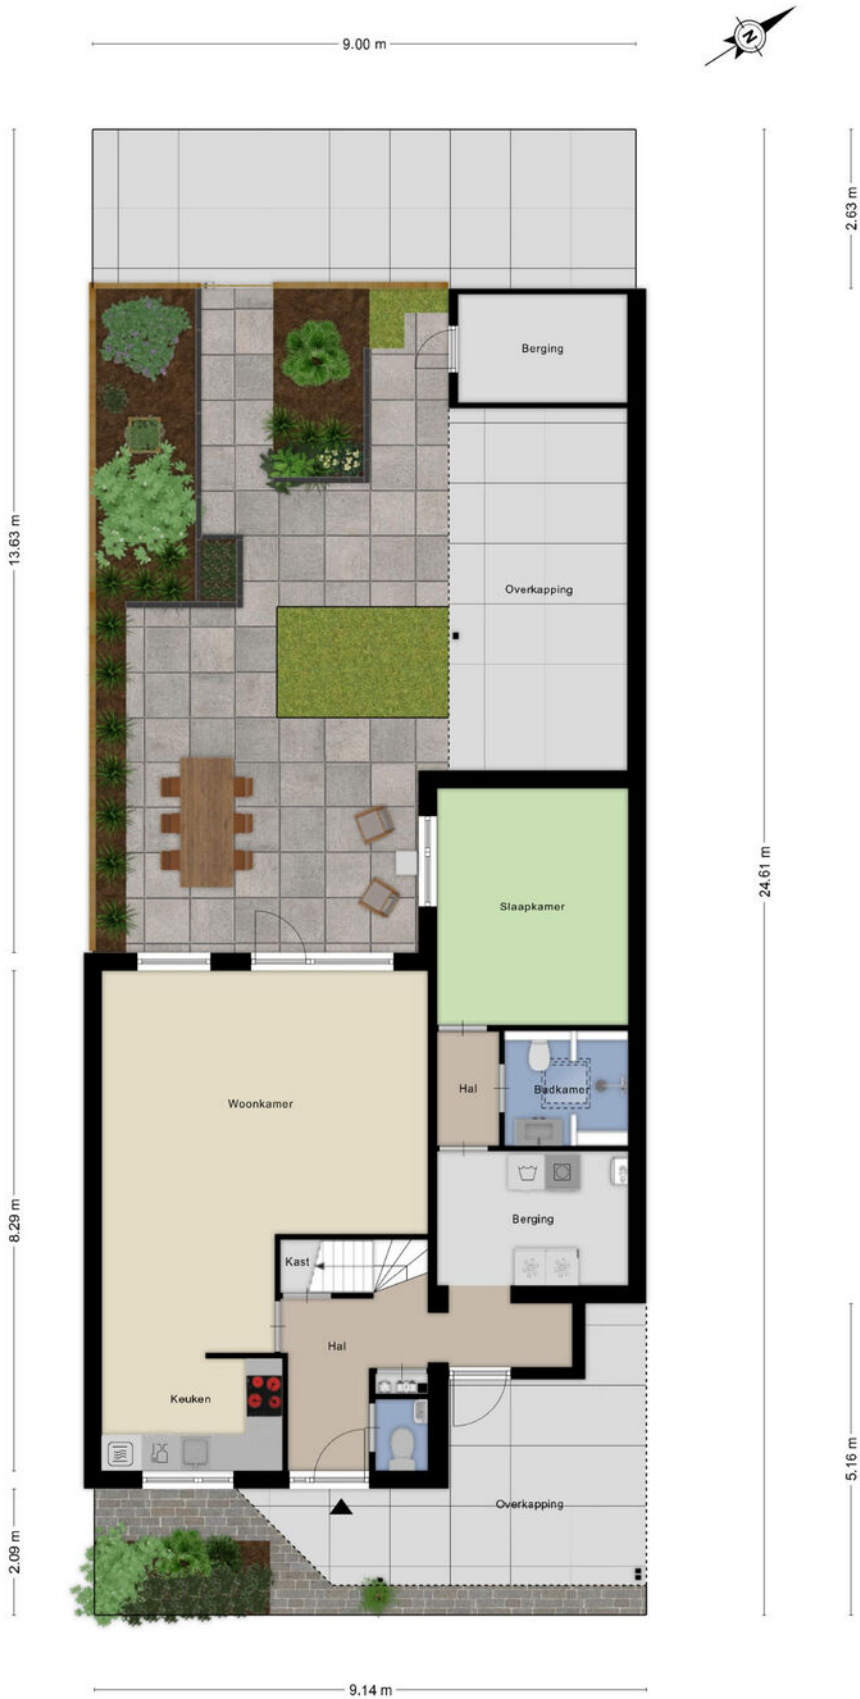 9.00 m
N
2.63 m
Berging
13.63 m
Overkapping
24.61 m
Slaapkamer
Hal
Badkamer
Woonkamer
8.29 m
Berging
Kast
Hal
Keuken
5.16 m
Overkapping
2.09 m
9.14 m